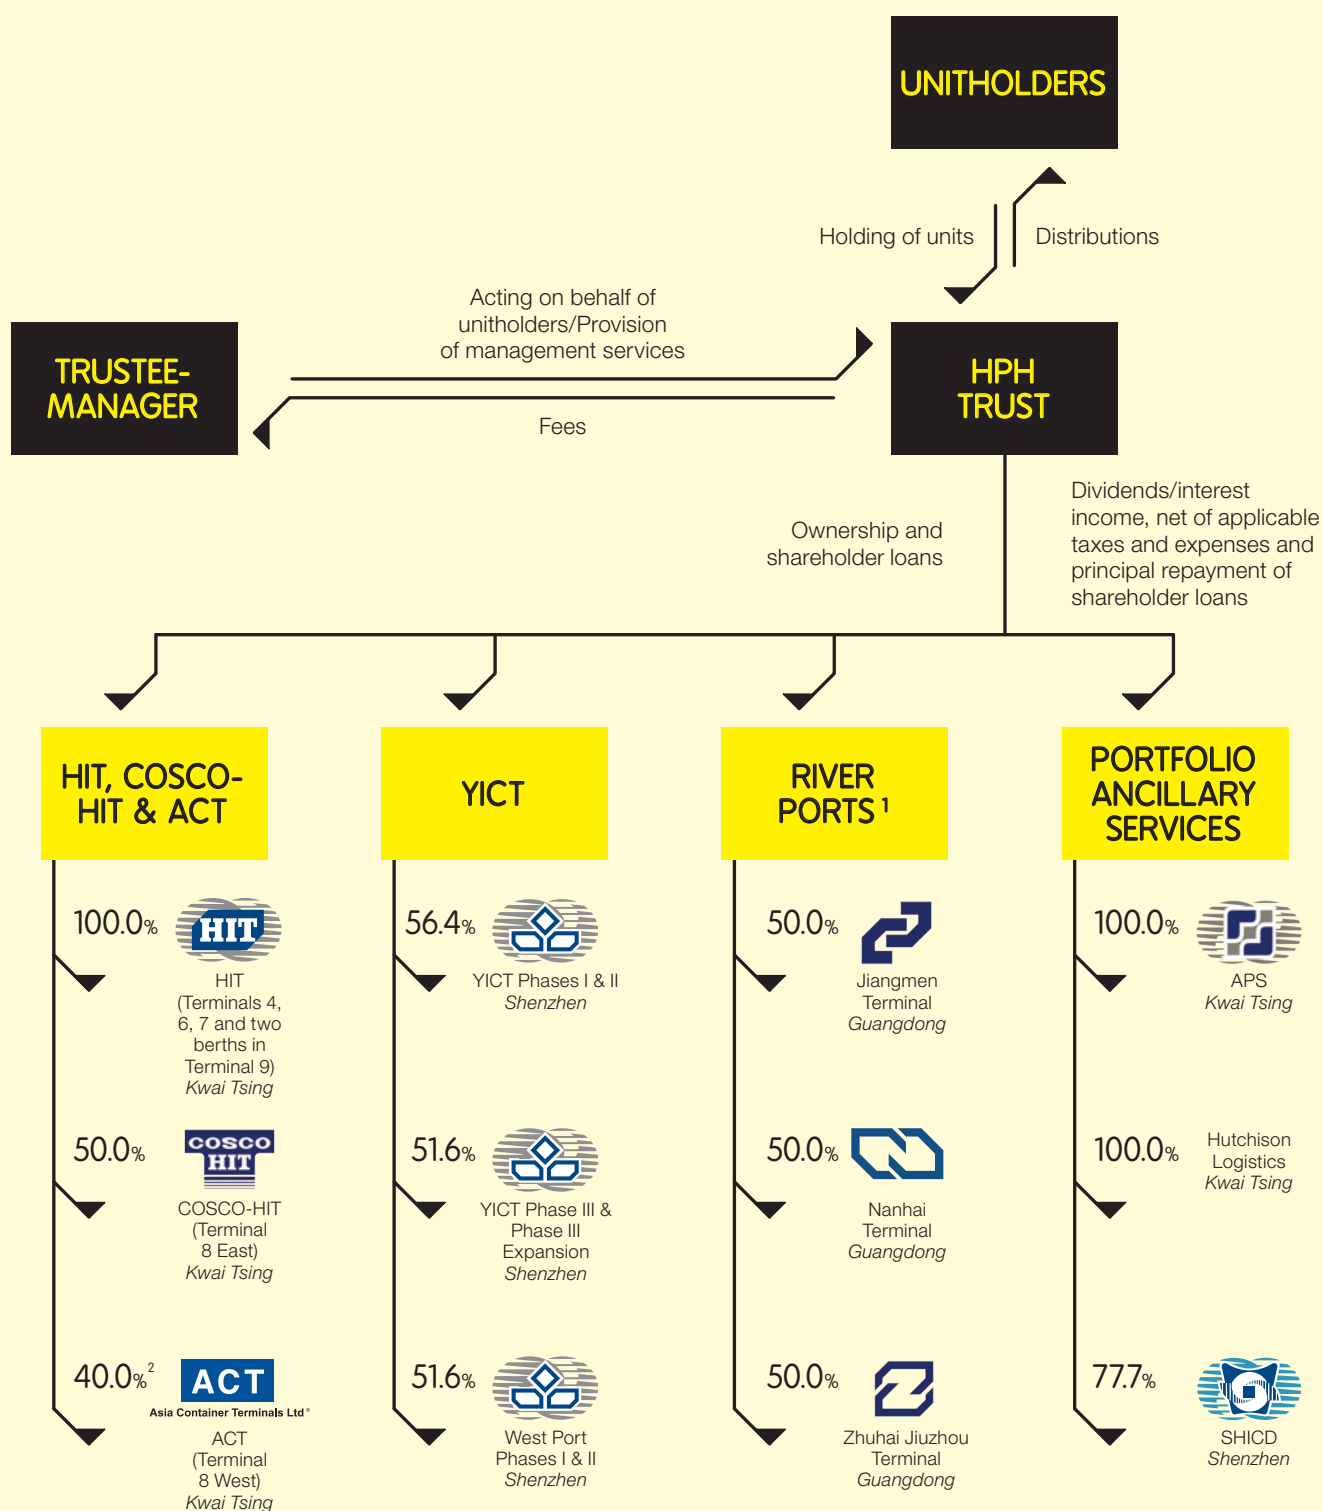 UNITHOLDERS
Holding of units
Distributions
Acting on behalf of
unitholders/Provision
of management services
TRUSTEE-
MANAGER
HPH
TRUST
Fees
Ownership and
shareholder loans
Dividends/interest
income, net of applicable
taxes and expenses and
principal repayment of
shareholder loans
HIT, COSCO-
HIT & ACT
100.0%
HIT
HIT
(Terminals 4,
6, 7 and two
berths in
Terminal 9)
Kwai Tsing
50.0%
COSCO
HIT
COSCO-HIT
(Terminal
8 East)
Kwai Tsing
40.0%²
ACT
Asia Container Terminals Ltd®
ACT
(Terminal
8 West)
Kwai Tsing
YICT
56.4%
YICT Phases I & II
Shenzhen
51.6%
YICT Phase III &
Phase III
Expansion
Shenzhen
51.6%
West Port
Phases I & II
Shenzhen
RIVER
PORTS ¹
50.0%
Jiangmen
Terminal
Guangdong
50.0%
Nanhai
Terminal
Guangdong
50.0%
Zhuhai Jiuzhou
Terminal
Guangdong
PORTFOLIO
ANCILLARY
SERVICES
100.0%
APS
Kwai Tsing
100.0%
Hutchison
Logistics
Kwai Tsing
77.7%
SHICD
Shenzhen